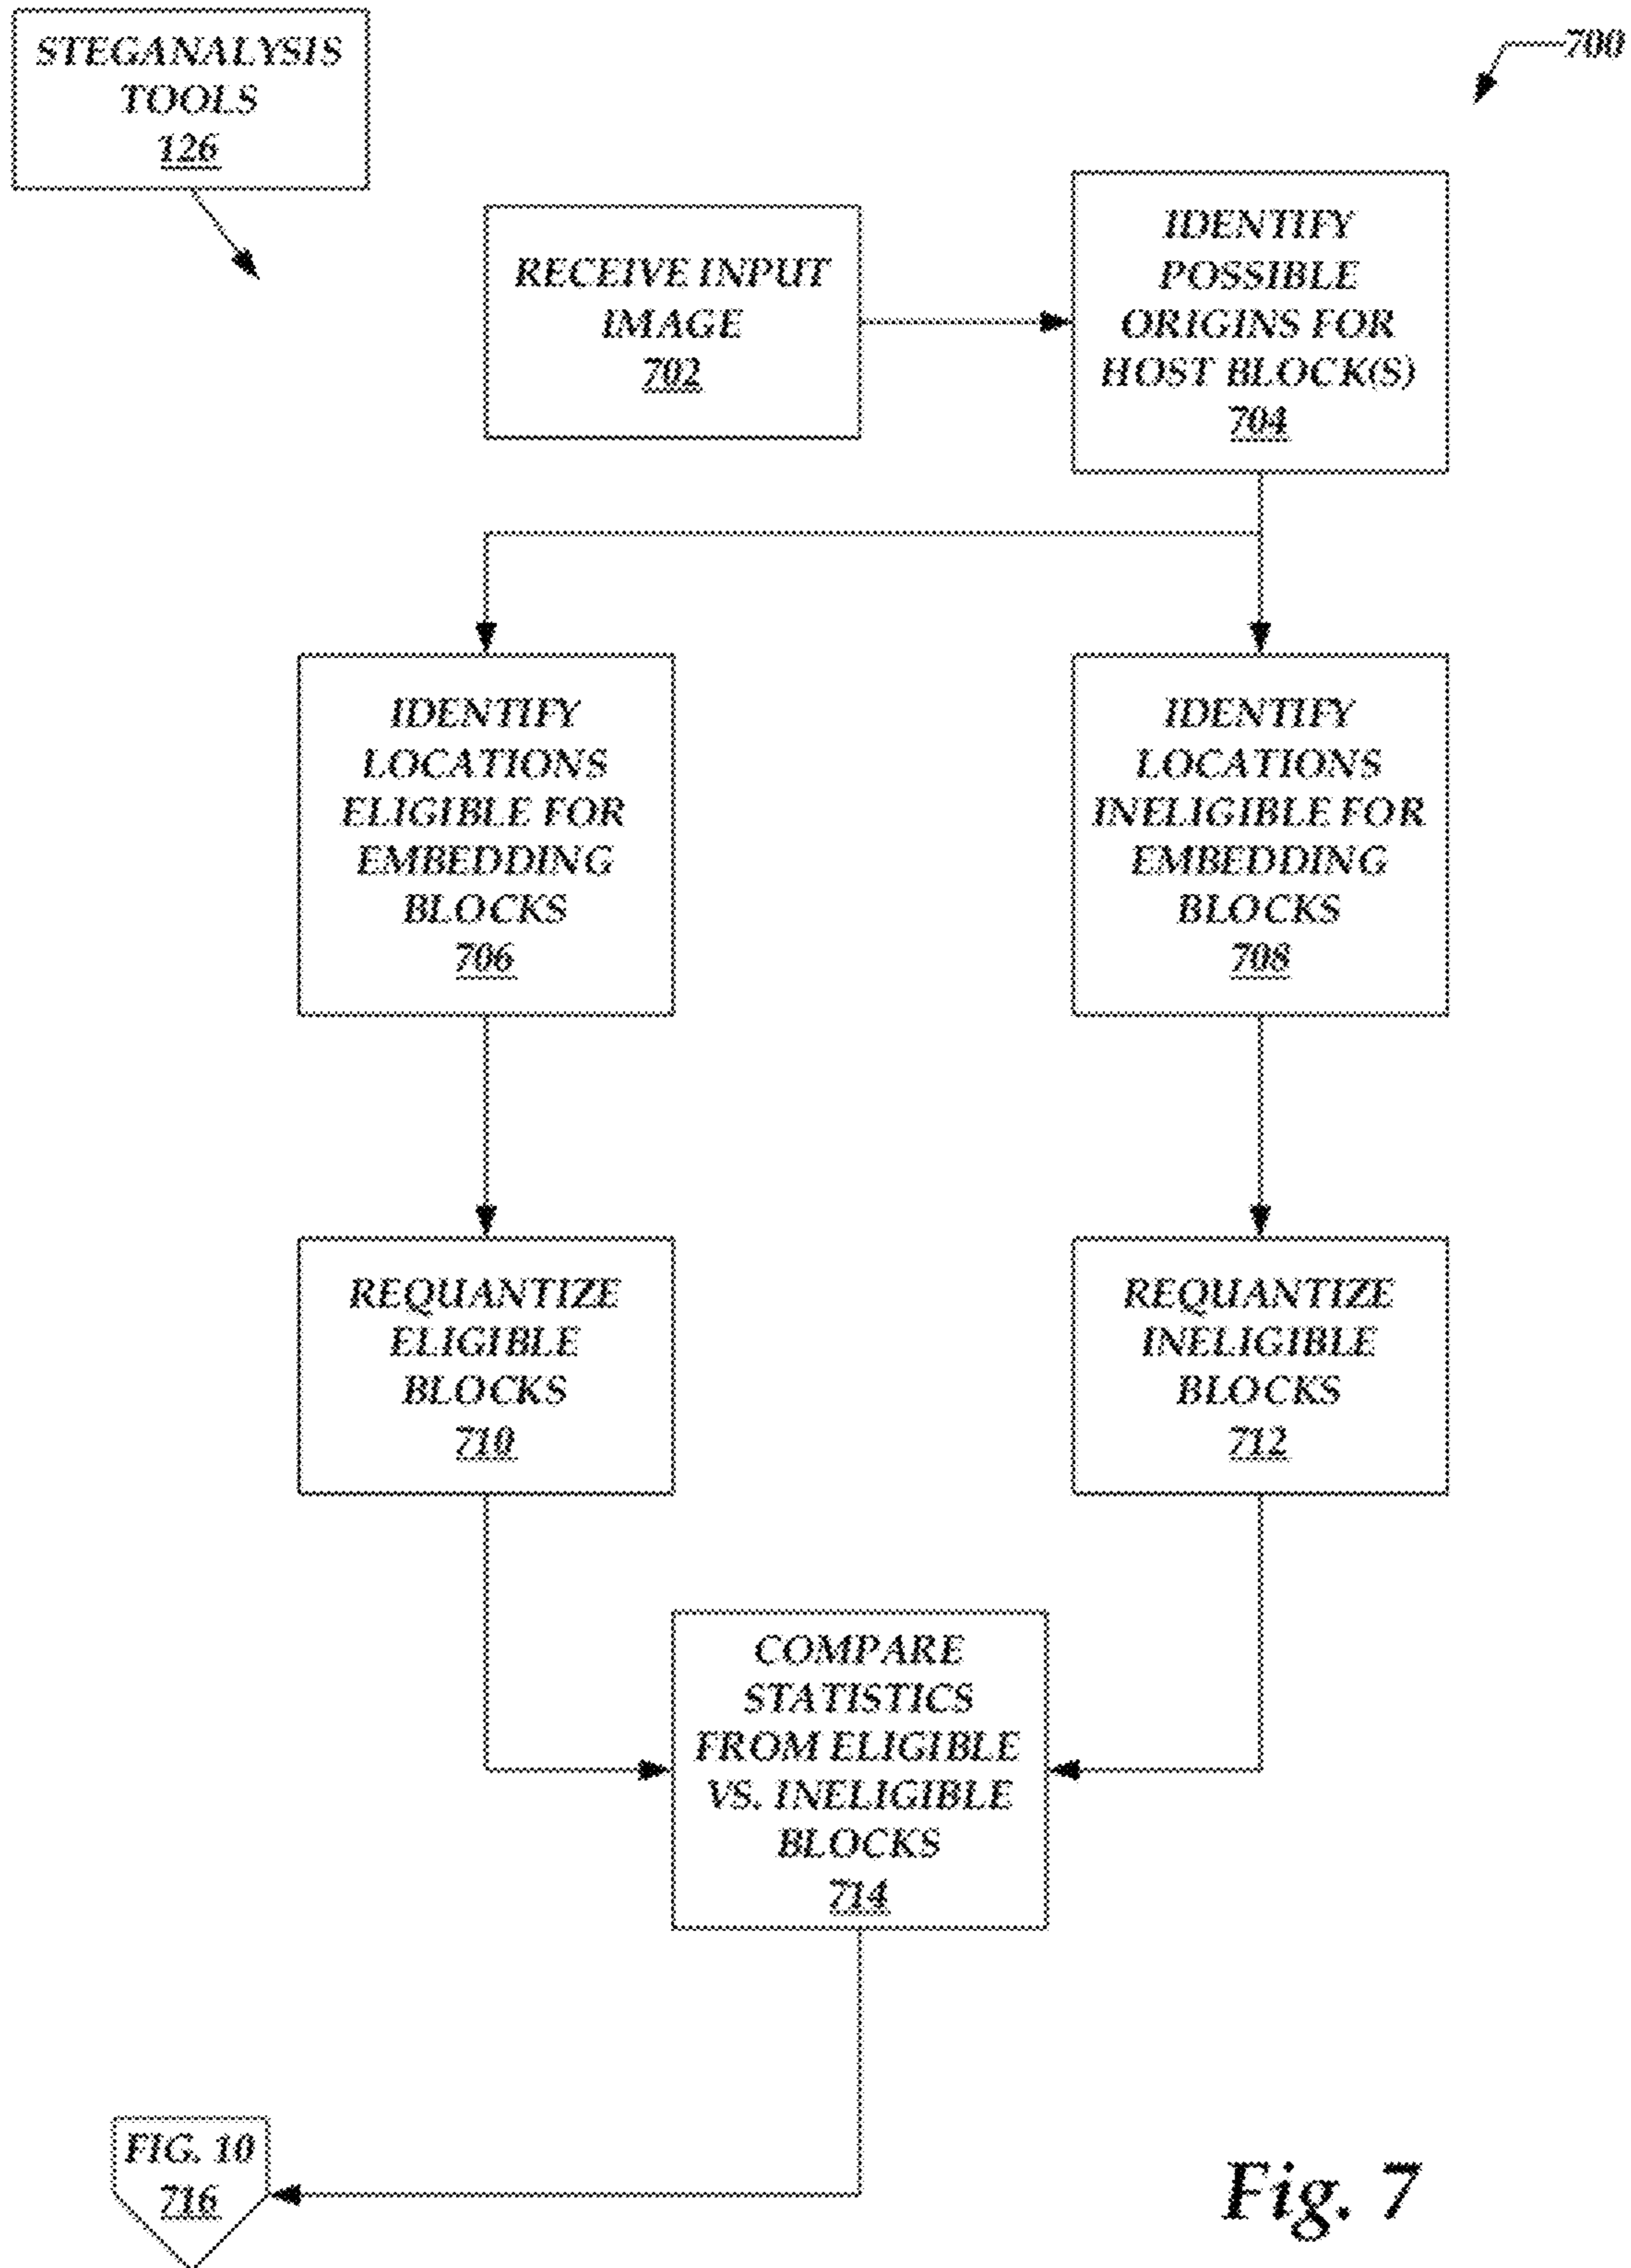 STEGANALYSIS
TOOLS
126
700
RECEIVE INPUT
IMAGE
702
IDENTIFY
POSSIBLE
ORIGINS FOR
HOST BLOCK(S)
704
IDENTIFY
LOCATIONS
ELIGIBLE FOR
EMBEDDING
BLOCKS
706
IDENTIFY
LOCATIONS
INELIGIBLE FOR
EMBEDDING
BLOCKS
708
REQUANTIZE
ELIGIBLE
BLOCKS
710
REQUANTIZE
INELIGIBLE
BLOCKS
712
COMPARE
STATISTICS
FROM ELIGIBLE
VS. INELIGIBLE
BLOCKS
714
FIG. 10
716
Fig. 7